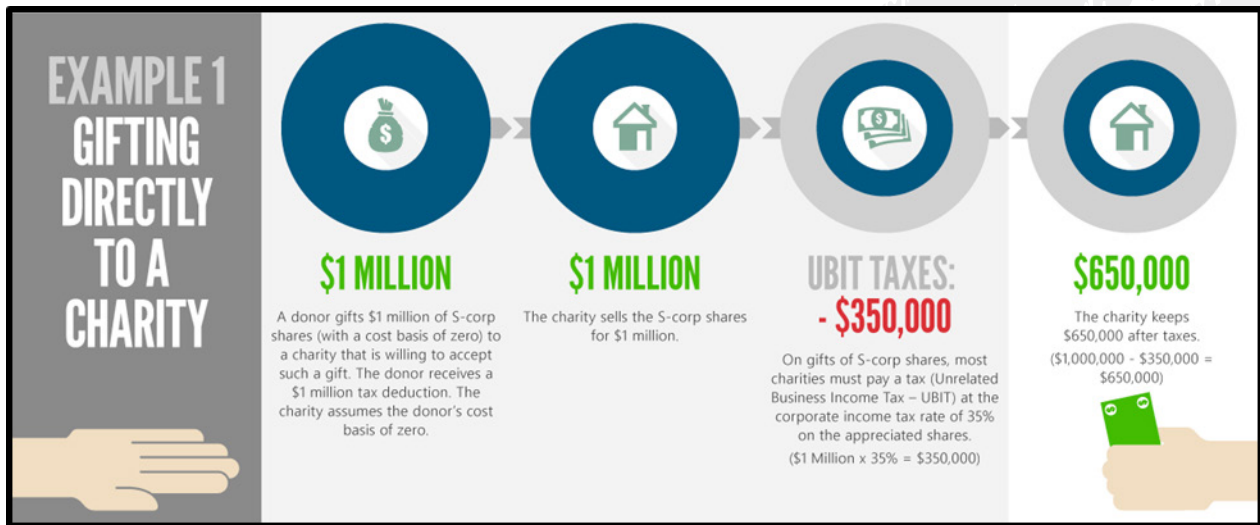 EXAMPLE 1
GIFTING
DIRECTLY
TO A
CHARITY
$
$1 MILLION
A donor gifts $1 million of S-corp
shares (with a cost basis of zero) to
a charity that is willing to accept
such a gift. The donor receives a
$1 million tax deduction. The
charity assumes the donor's cost
basis of zero.
$1 MILLION
The charity sells the S-corp shares
for $1 million.
$
UBIT TAXES:
- $350,000
On gifts of S-corp shares, most
charities must pay a tax (Unrelated
Business Income Tax – UBIT) at the
corporate income tax rate of 35%
on the appreciated shares.
($1 Million x 35% = $350,000)
$650,000
The charity keeps
$650,000 after taxes.
($1,000,000 - $350,000 =
$650,000)
$ $